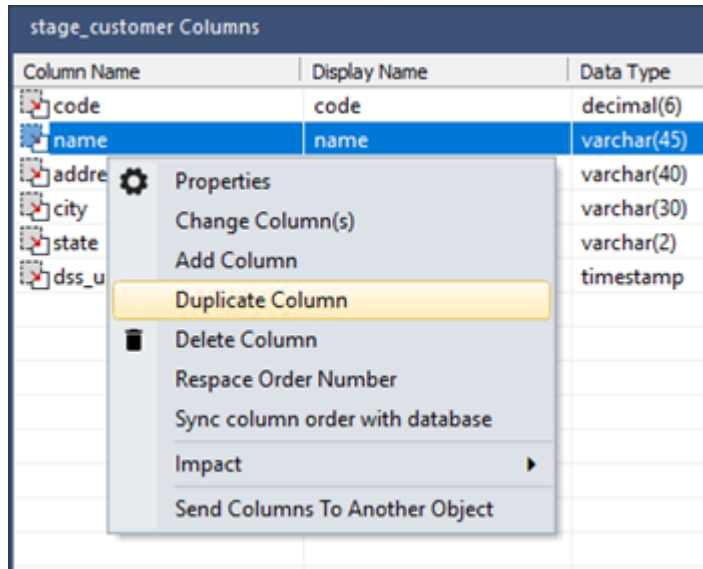 stage_customer Columns
Column Name Display Name Data Type
code code decimal(6)
name name varchar(45)
addre varchar(40)
city varchar(30)
state varchar(2)
dss_u timestamp
Properties
Change Column(s)
Add Column
Duplicate Column
Delete Column
Respace Order Number
Sync column order with database
Impact
Send Columns To Another Object